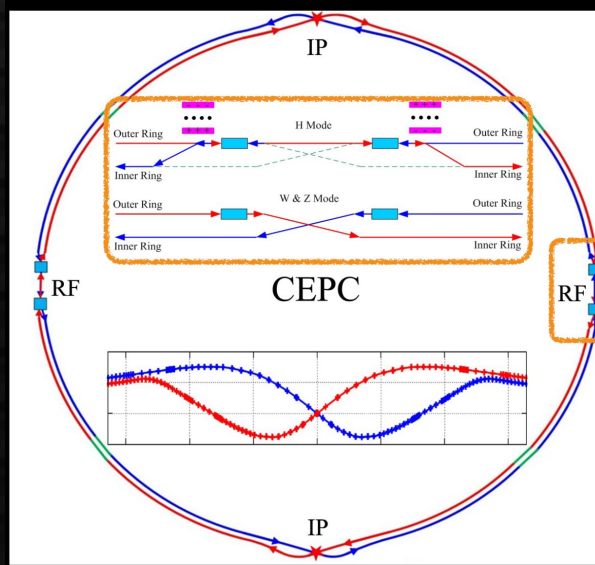 IP
Outer Ring
H Mode
Outer Ring
Inner Ring
Inner Ring
Outer Ring
W & Z Mode
Outer Ring
Inner Ring
Inner Ring
RF
CEPC
RF
IP